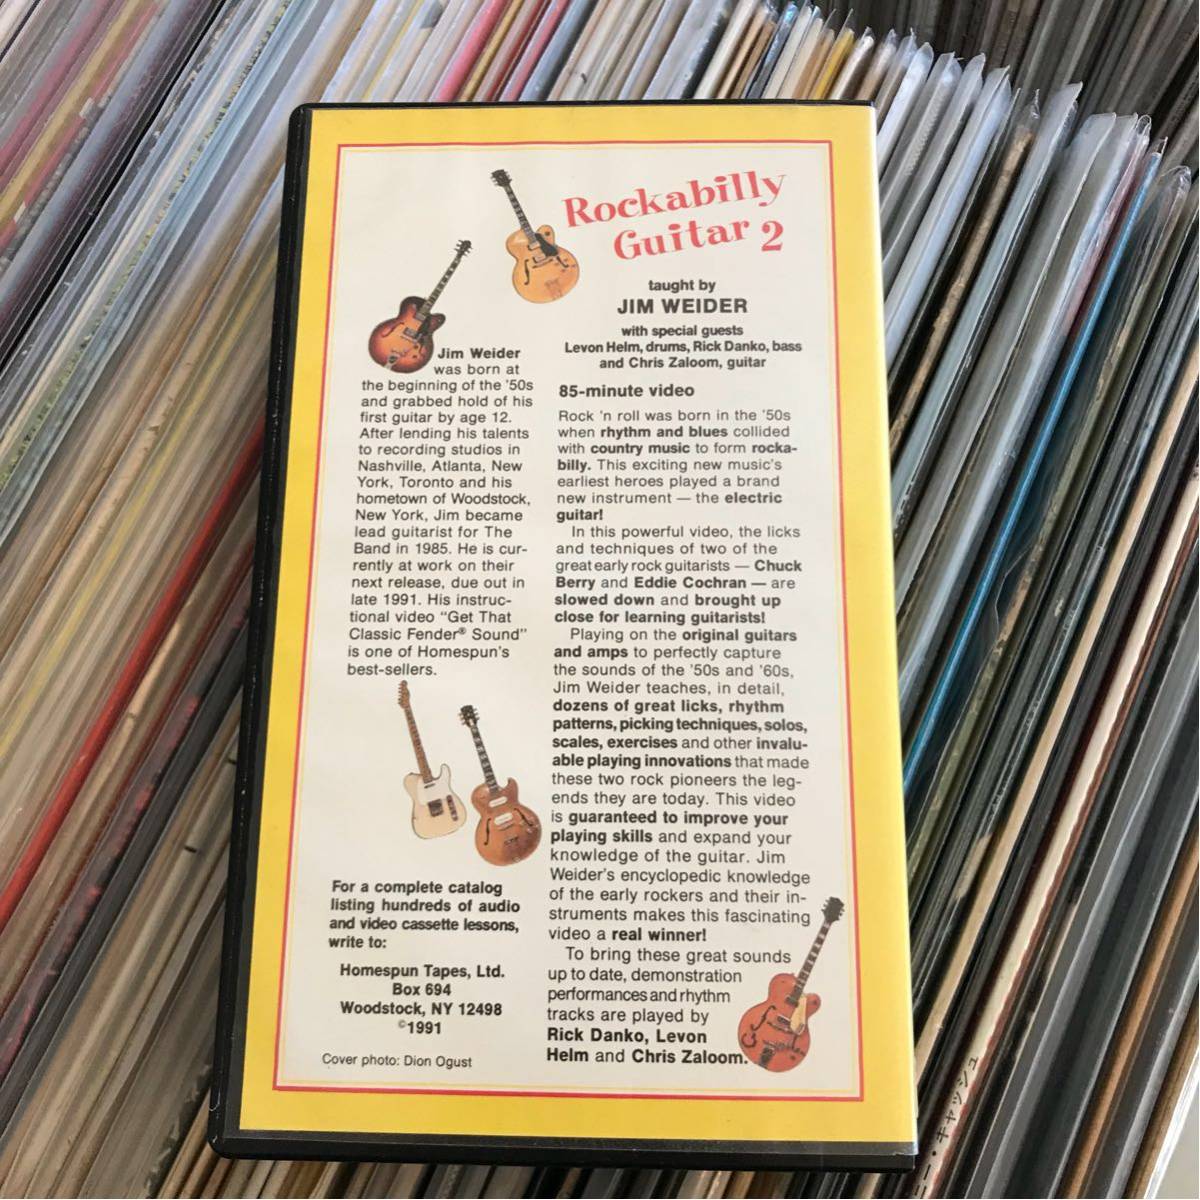 Rockabilly
Guitar 2
taught by
JIM WEIDER
with special guests
Levon Helm, drums, Rick Danko, bass
and Chris Zaloom, guitar
Jim Weider
was born at
the beginning of the '50s
and grabbed hold of his
first guitar by age 12.
After lending his talents
to recording studios in
Nashville, Atlanta, New
York, Toronto and his
hometown of Woodstock,
New York, Jim became
lead guitarist for The
Band in 1985. He is cur-
rently at work on their
next release, due out in
late 1991. His instruc-
tional video "Get That
Classic Fender® Sound"
is one of Homespun's
best-sellers.
85-minute video
Rock 'n roll was born in the '50s
when rhythm and blues collided
with country music to form rocka-
billy. This exciting new music's
earliest heroes played a brand
new instrument — the electric
guitar!
In this powerful video, the licks
and techniques of two of the
great early rock guitarists — Chuck
Berry and Eddie Cochran — are
slowed down and brought up
close for learning guitarists!
Playing on the original guitars
and amps to perfectly capture
the sounds of the '50s and '60s,
Jim Weider teaches, in detail,
dozens of great licks, rhythm
patterns, picking techniques, solos,
scales, exercises and other invalu-
able playing innovations that made
these two rock pioneers the leg-
ends they are today. This video
is guaranteed to improve your
playing skills and expand your
knowledge of the guitar. Jim
Weider's encyclopedic knowledge
of the early rockers and their in-
struments makes this fascinating
video a real winner!
To bring these great sounds
up to date, demonstration
performances and rhythm
tracks are played by
Rick Danko, Levon
Helm and Chris Zaloom.
For a complete catalog
listing hundreds of audio
and video cassette lessons,
write to:
Homespun Tapes, Ltd.
Box 694
Woodstock, NY 12498
©1991
Cover photo: Dion Ogust
ー・キャッシュ